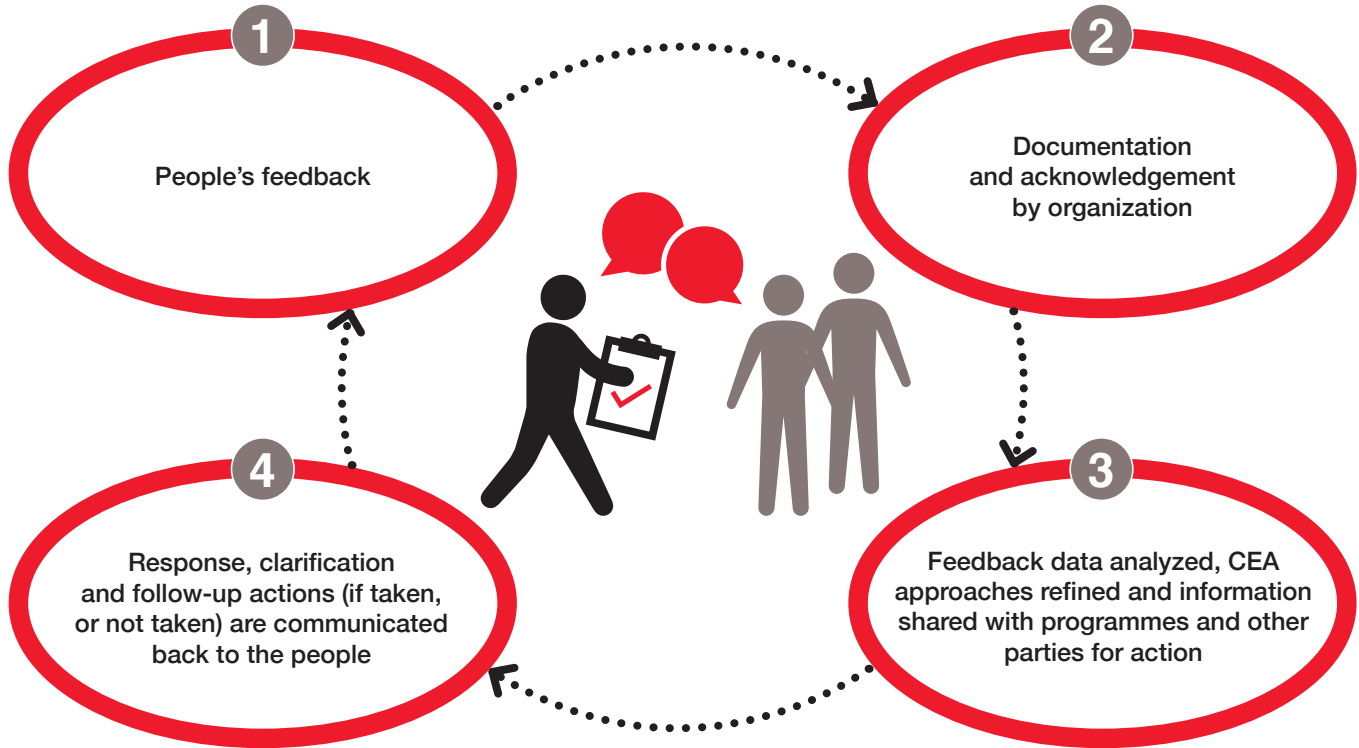 1
People’s feedback
2
Documentation
and acknowledgement
by organization
3
Feedback data analyzed, CEA
approaches refined and information
shared with programmes and other
parties for action
4
Response, clarification
and follow-up actions (if taken,
or not taken) are communicated
back to the people